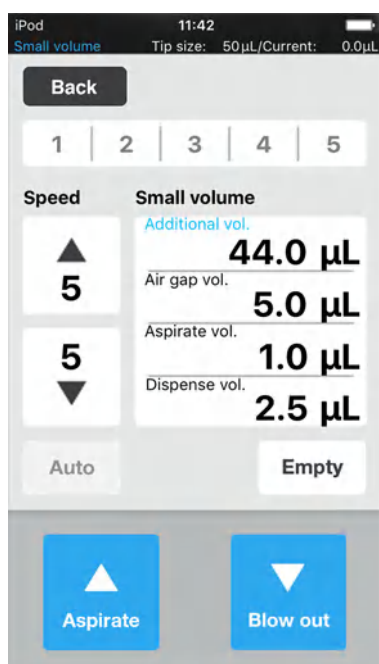 iPod 11:42
Small volume Tip size: 50µL/Current: 0.0µL
Back
1 2 3 4 5
Speed Small volume
Additional vol.
44.0 µL
5
Air gap vol.
5.0 µL
5
Aspirate vol.
1.0 µL
Dispense vol.
2.5 µL
Auto Empty
Aspirate Blow out